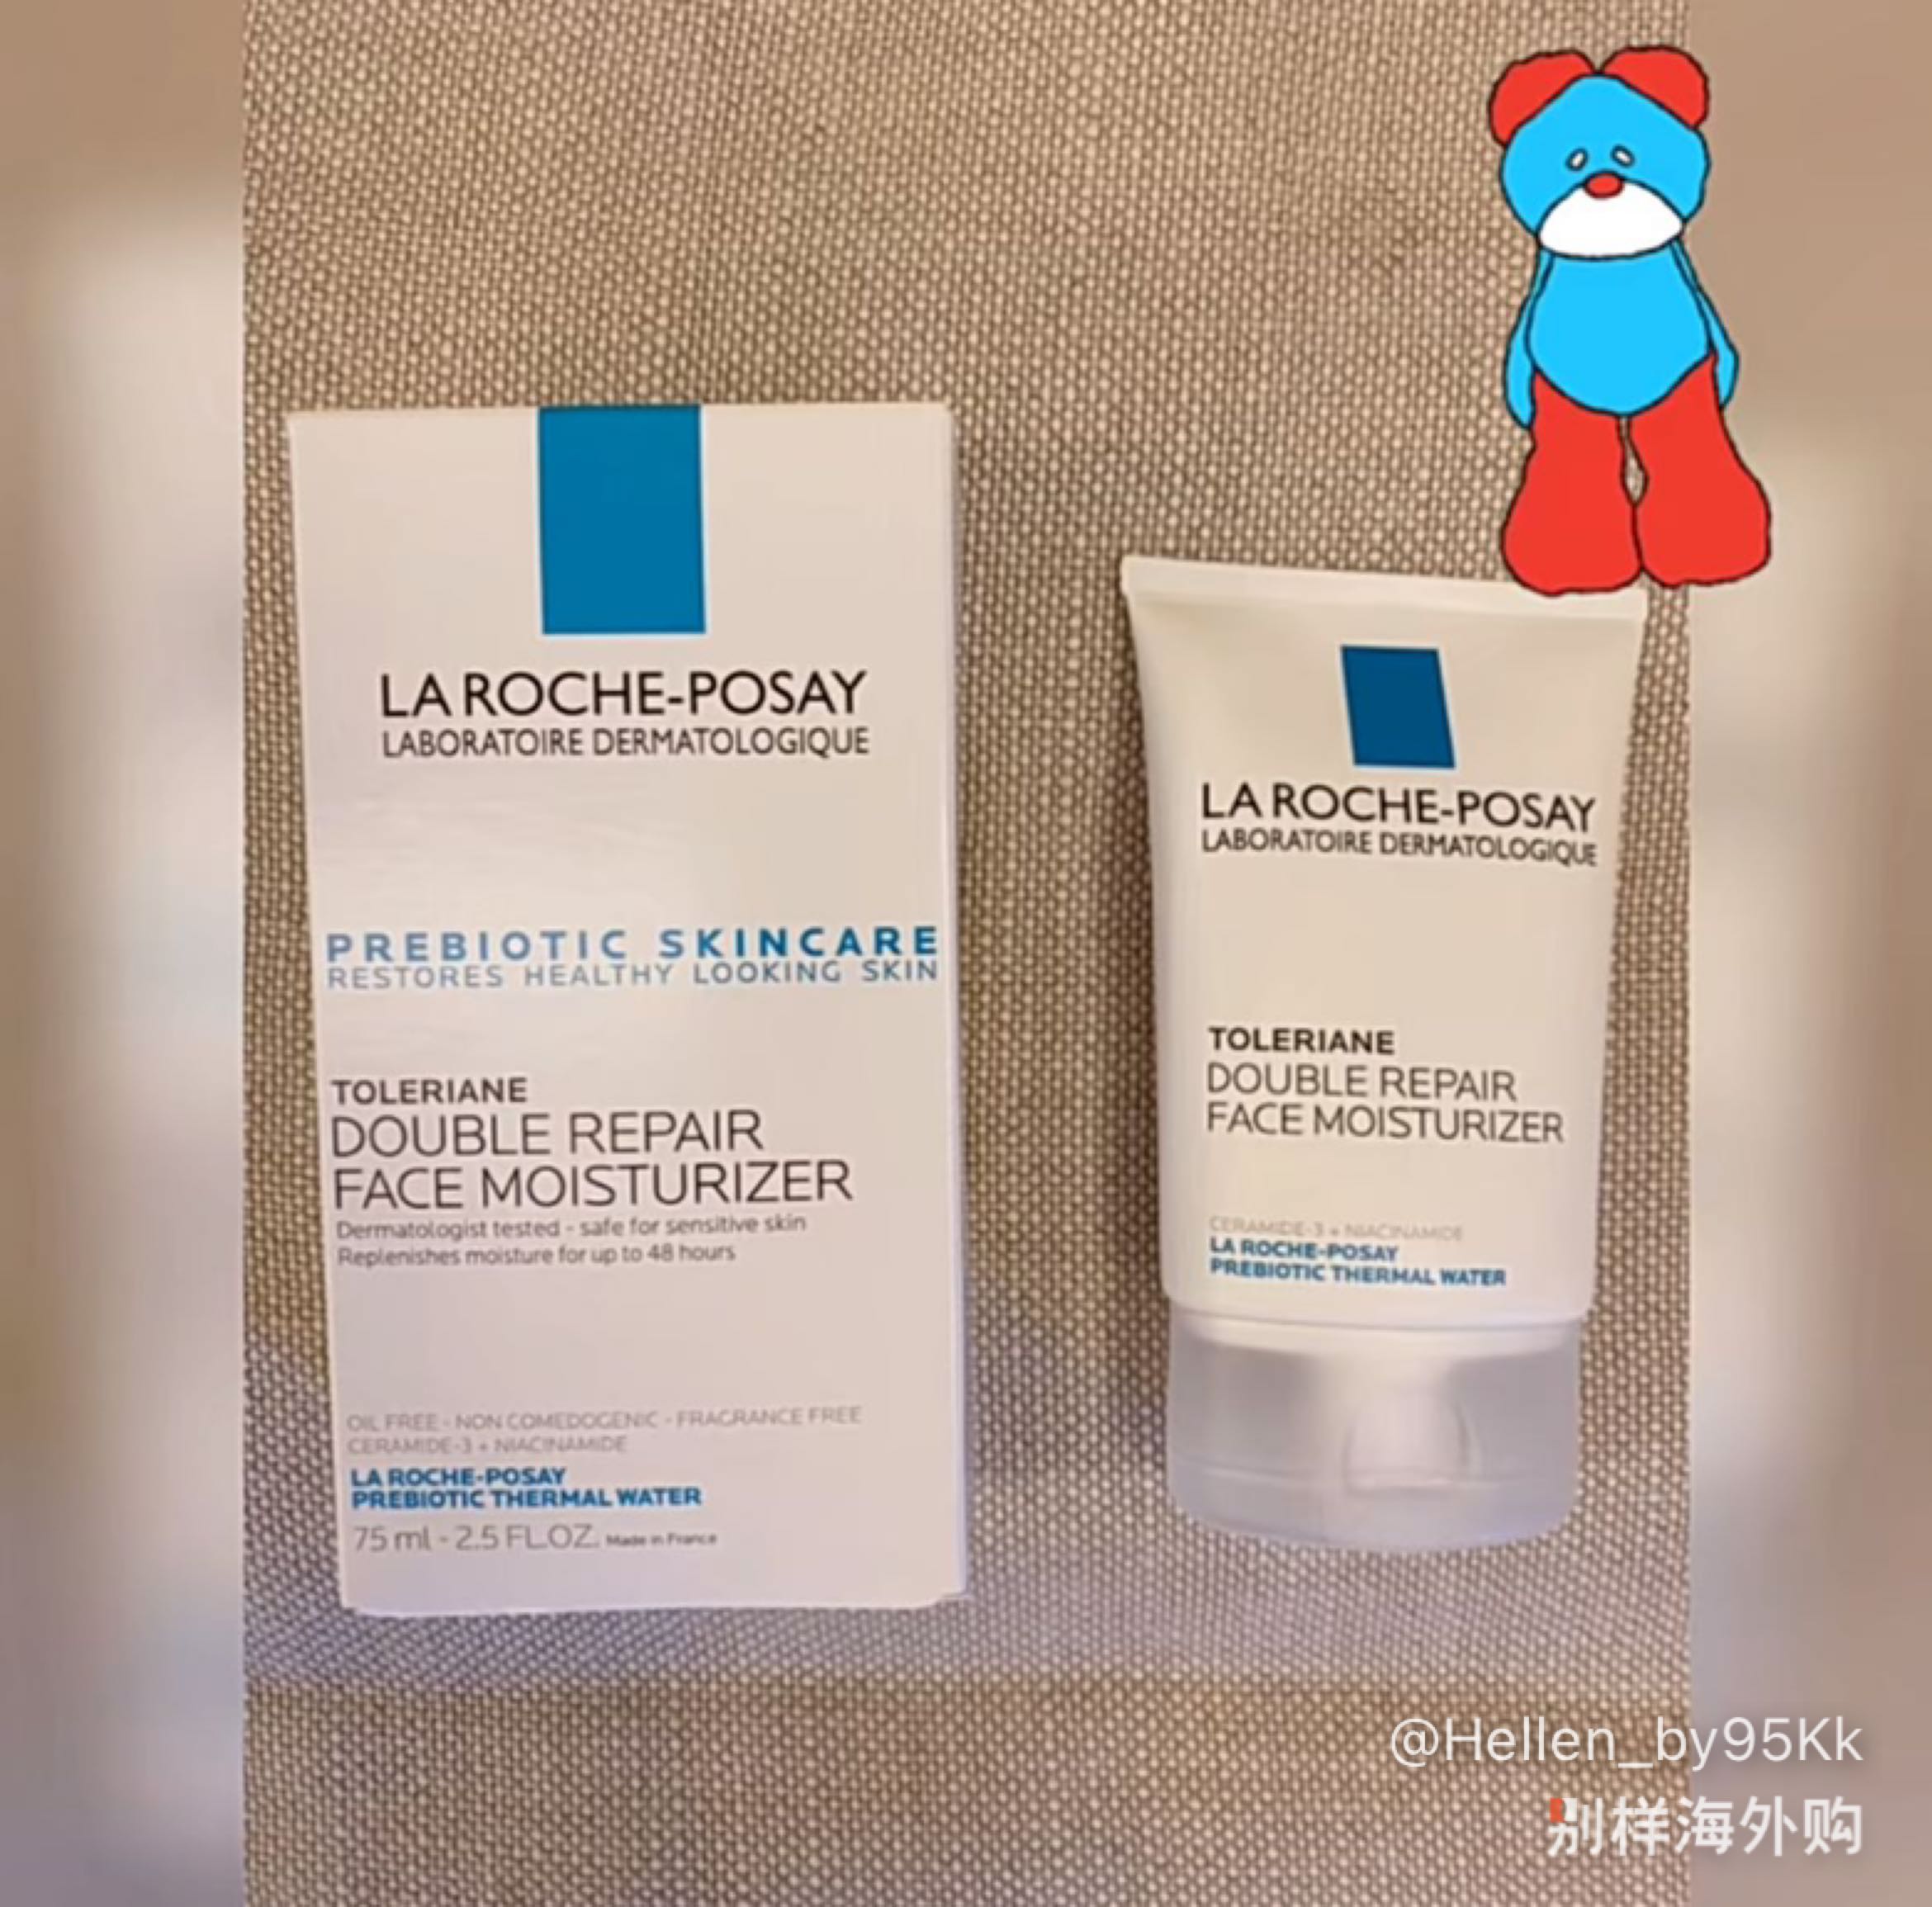 LA ROCHE-POSAY
LABORATOIRE DERMATOLOGIQUE
PREBIOTIC SKINCARE
RESTORES HEALTHY LOOKING SKIN
TOLERIANE
DOUBLE REPAIR
FACE MOISTURIZER
Dermatologist tested - safe for sensitive skin
Replenishes moisture for up to 48 hours
OIL FREE - NON COMEDOGENIC - FRAGRANCE FREE
CERAMIDE-3 + NIACINAMIDE
LA ROCHE-POSAY
PREBIOTIC THERMAL WATER
75 ml - 2.5 FL.OZ. Made in France
LA ROCHE-POSAY
LABORATOIRE DERMATOLOGIQUE
TOLERIANE
DOUBLE REPAIR
FACE MOISTURIZER
CERAMIDE-3 + NIACINAMIDE
LA ROCHE-POSAY
PREBIOTIC THERMAL WATER
@Hellen_by95Kk
别样海外购